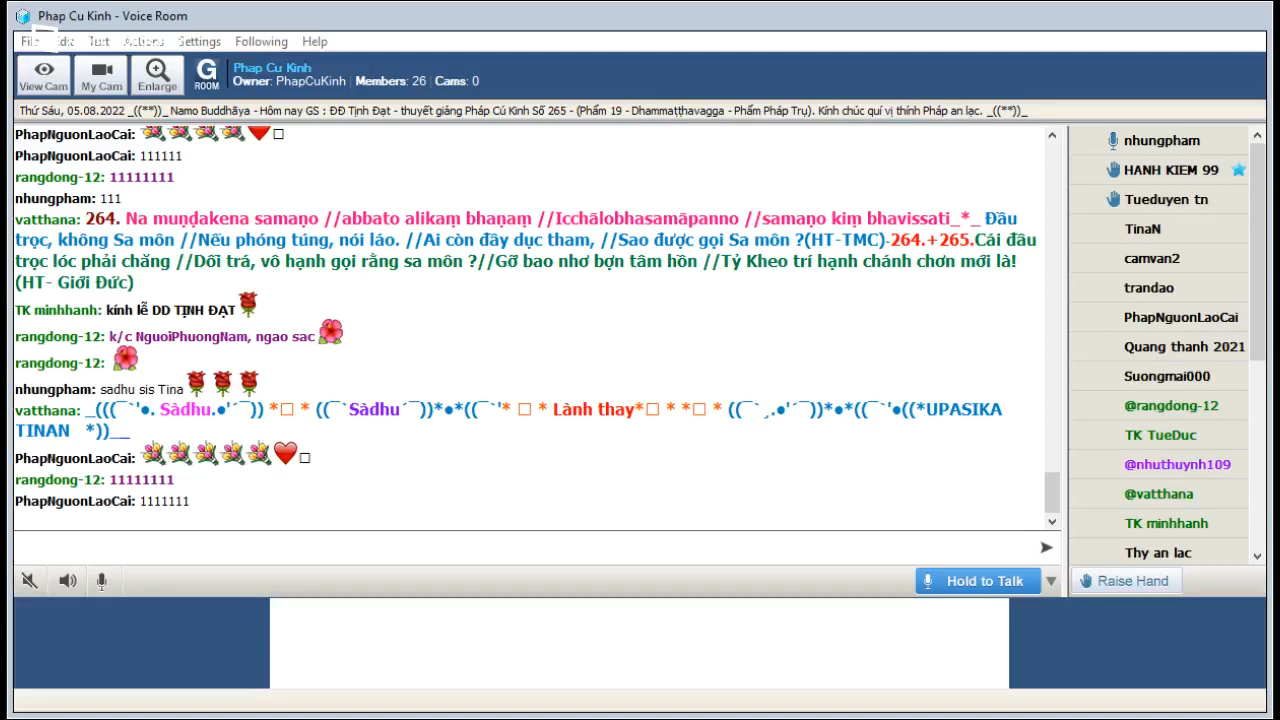 Phap Cu Kinh - Voice Room
Text Actions Settings Following Help
View Cam My Cam Enlarge G ROOM
Phap Cu Kinh
Owner: PhapCuKinh | Members: 26 | Cams: 0
Thứ Sáu, 05.08.2022 _((**))_ Namo Buddhāya - Hôm nay GS : ĐĐ Tịnh Đạt - thuyết giảng Pháp Cú Kinh Số 265 - (Phẩm 19 - Dhammaṭṭhavagga - Phẩm Pháp Trụ). Kính chúc quí vị thính Pháp an lạc. _((**))_
PhapNguonLaoCai:
PhapNguonLaoCai: 111111
rangdong-12: 11111111
nhungpham: 111
vatthana: 264. Na muṇḍakena samaṇo //abbato alikaṃ bhaṇaṃ //Icchālobhasamāpanno //samaṇo kiṃ bhavissati_*_ Đầu
trọc, không Sa môn //Nếu phóng túng, nói láo. //Ai còn đầy dục tham, //Sao được gọi Sa môn ?(HT-TMC)-264.+265.Cái đầu
trọc lóc phải chăng //Dối trá, vô hạnh gọi rằng sa môn ?//Gỡ bao nhơ bợn tâm hồn //Tỷ Kheo trí hạnh chánh chơn mới là!
(HT- Giới Đức)
TK minhhanh: kính lễ DD TỊNH ĐẠT
rangdong-12: k/c NguoiPhuongNam, ngao sac
rangdong-12:
nhungpham: sadhu sis Tina
vatthana: _(((¯`'●. Sàdhu.●'´¯)) *□ * ((¯`Sàdhu´¯))*●*((¯`'* □ * Lành thay*□ * *□ * ((¯`¸.●'´¯))*●*((¯`'●((*UPASIKA
TINAN *))__
PhapNguonLaoCai:
rangdong-12: 11111111
PhapNguonLaoCai: 1111111
Hold to Talk
nhungpham
HANH KIEM 99
Tueduyen tn
TinaN
camvan2
trandao
PhapNguonLaoCai
Quang thanh 2021
Suongmai000
@rangdong-12
TK TueDuc
@nhuthuynh109
@vatthana
TK minhhanh
Thy an lac
Raise Hand